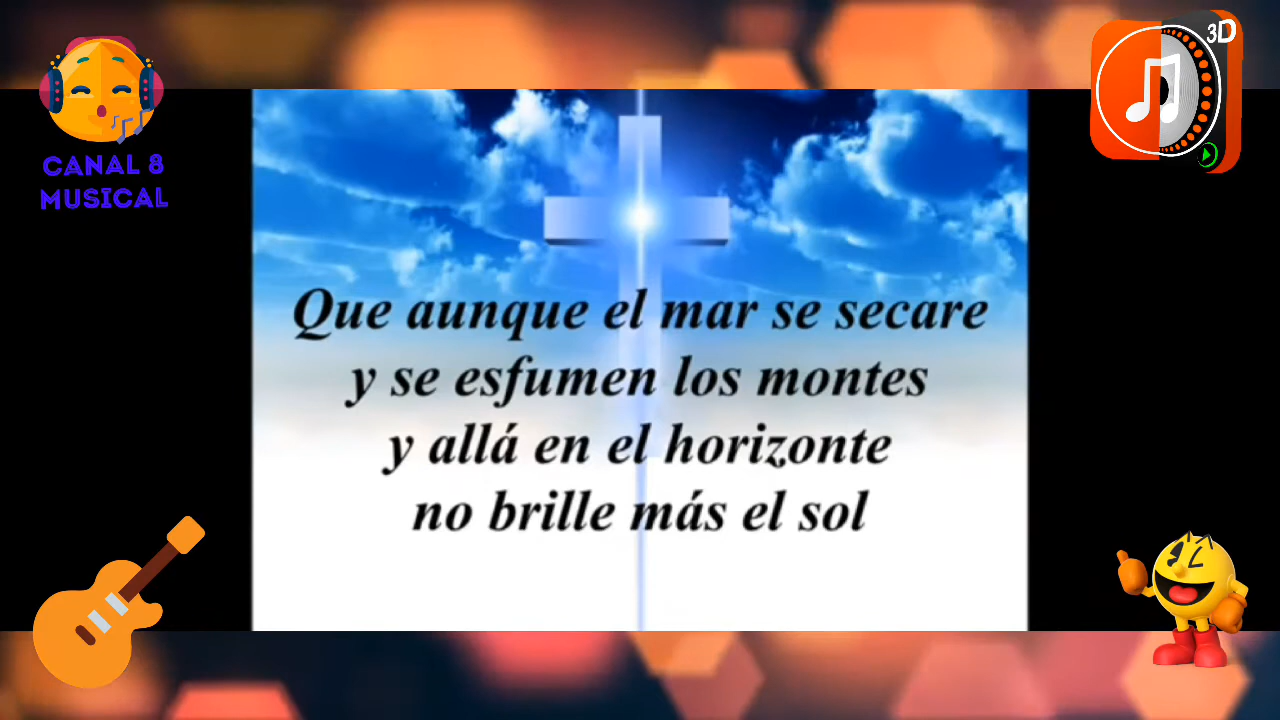 CANAL 8
MUSICAL
3D
Que aunque el mar se secare
y se esfumen los montes
y allá en el horizonte
no brille más el sol